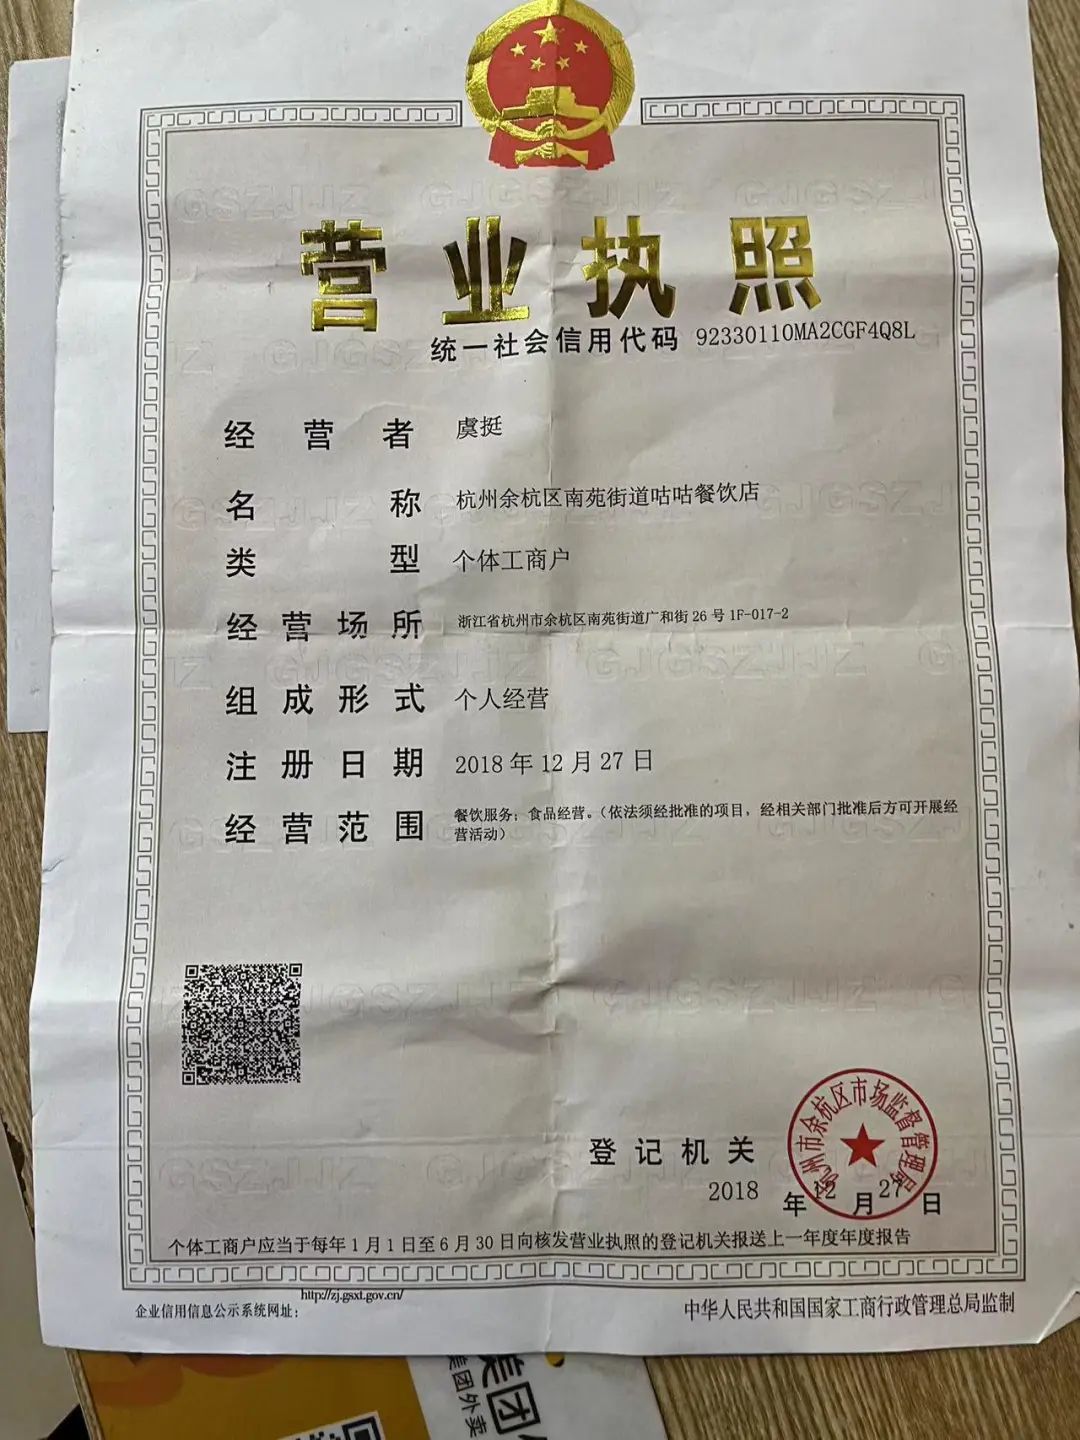 营业执照
统一社会信用代码 92330110MA2CGF4Q8L
经营者 虞挺
名称 杭州余杭区南苑街道咕咕餐饮店
类型 个体工商户
经营场所 浙江省杭州市余杭区南苑街道广和街26号1F-017-2
组成形式 个人经营
注册日期 2018年12月27日
经营范围 餐饮服务;食品经营。(依法须经批准的项目,经相关部门批准后方可开展经
营活动)
登记机关
杭州市余杭区市场监督管理局
2018年12月27日
个体工商户应当于每年1月1日至6月30日向核发营业执照的登记机关报送上一年度年度报告
企业信用信息公示系统网址: http://zj.gsxt.gov.cn/
中华人民共和国国家工商行政管理总局监制
美团
美团外卖